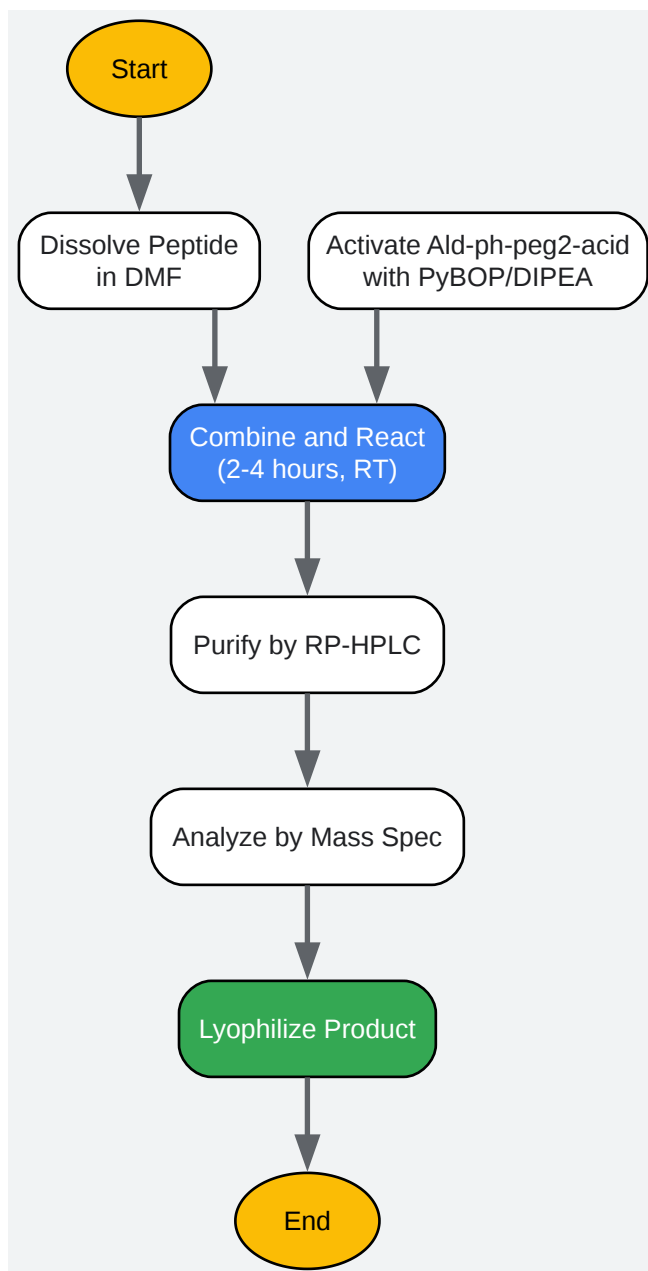 Start
Dissolve Peptide
in DMF
Activate Ald-ph-peg2-acid
with PyBOP/DIPEA
Combine and React
(2-4 hours, RT)
Purify by RP-HPLC
Analyze by Mass Spec
Lyophilize Product
End